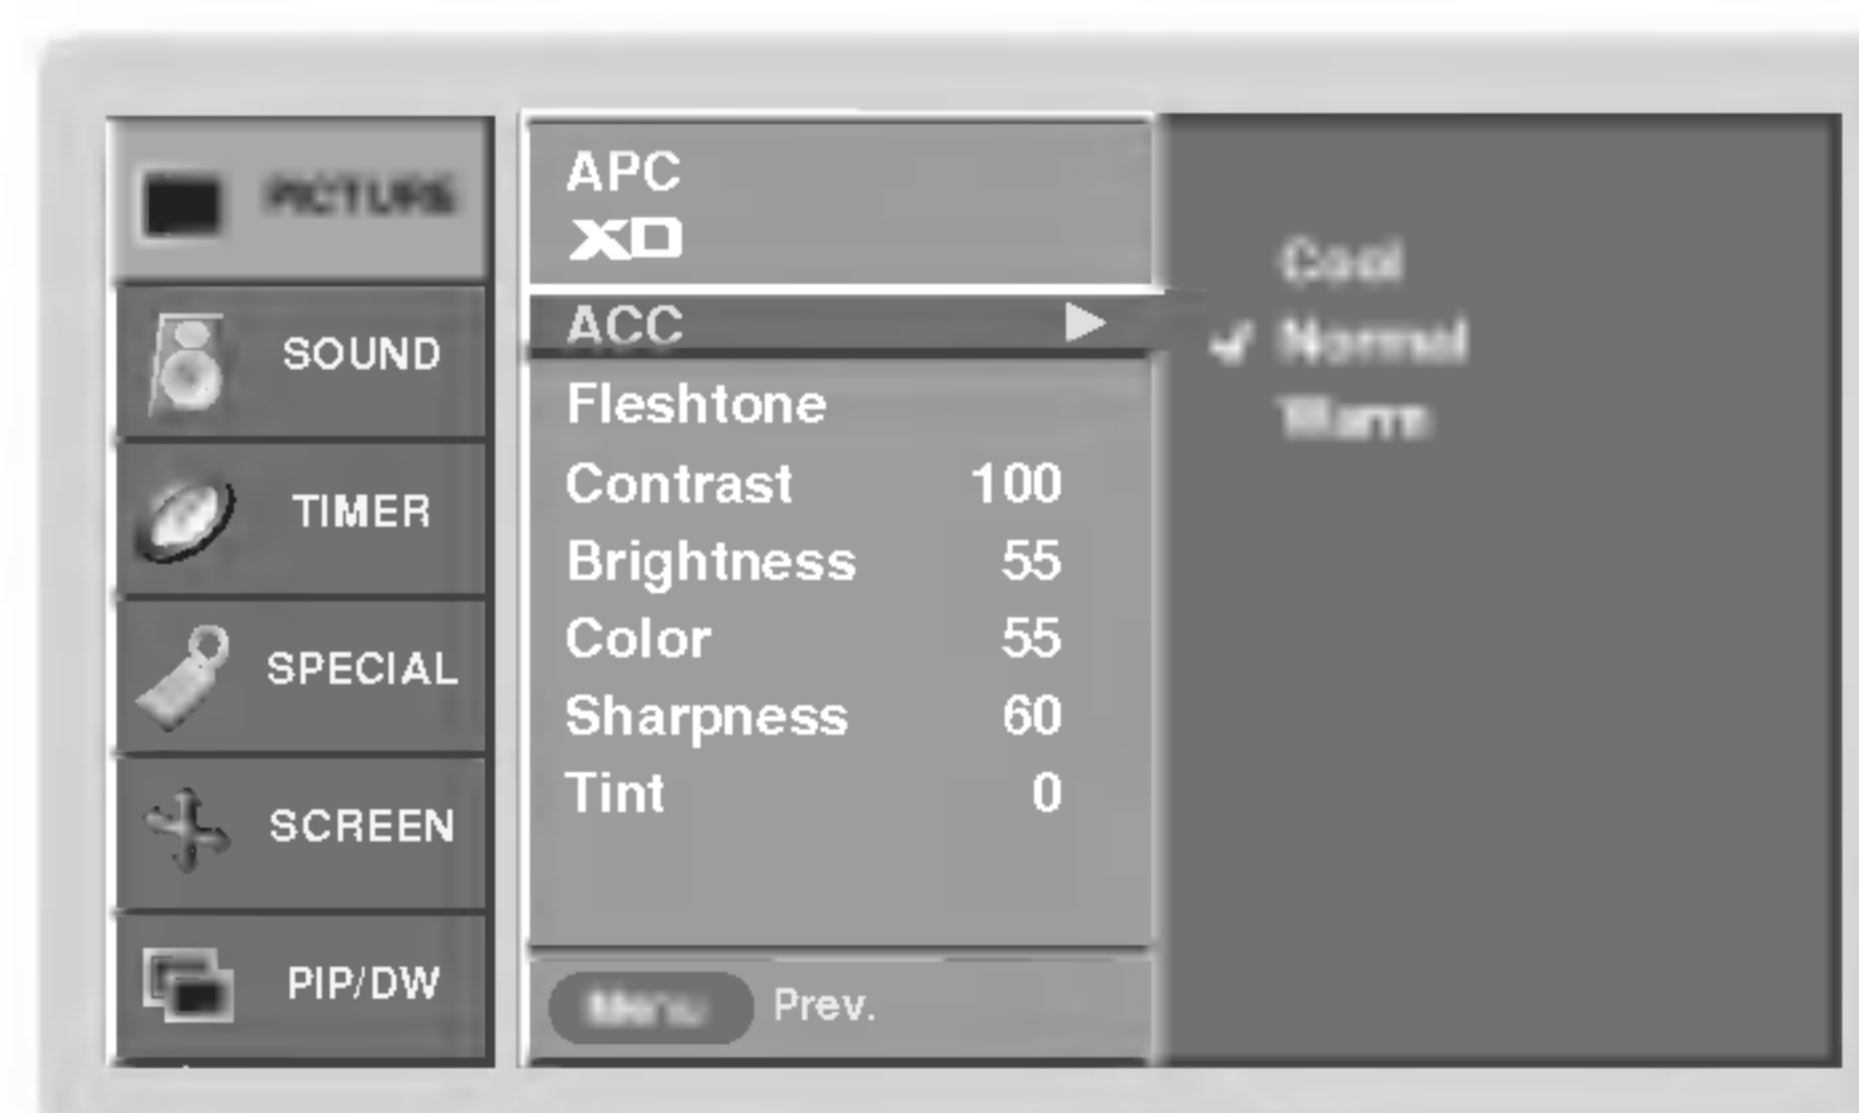 PICTURE
SOUND
TIMER
SPECIAL
SCREEN
PIP/DW
APC
XD
ACC
Fleshtone
Contrast 100
Brightness 55
Color 55
Sharpness 60
Tint 0
Menu Prev.
Cool
Normal
Warm